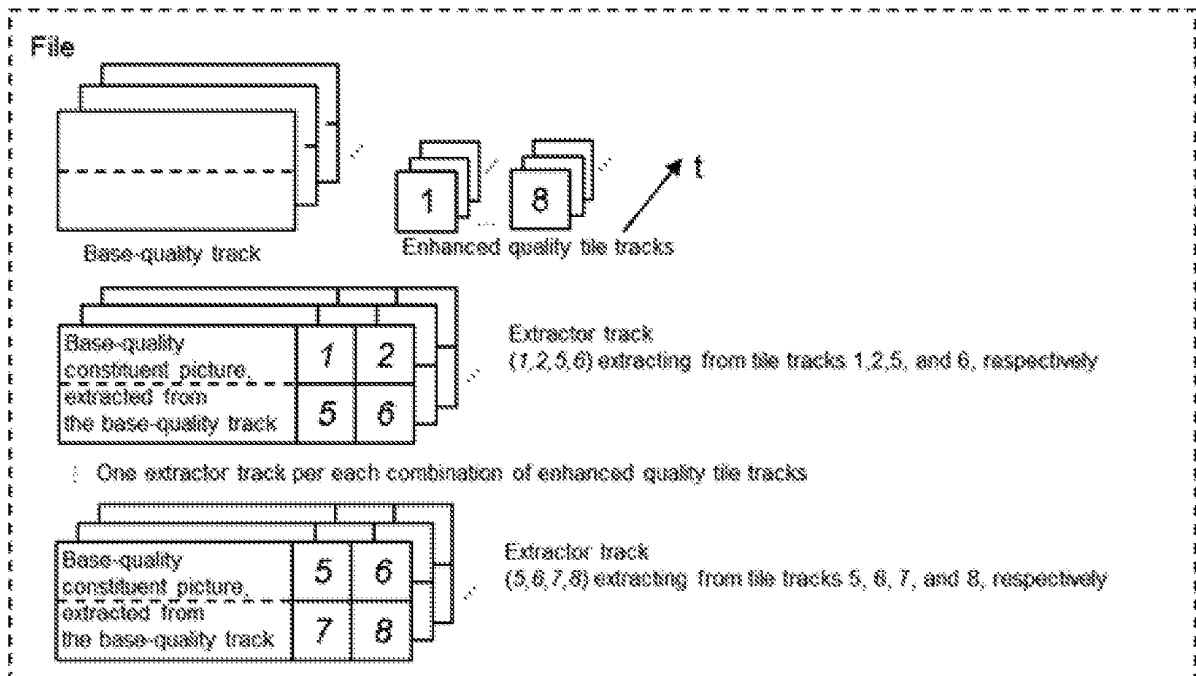 File
...
1
...
...
8
...
t
Base-quality track
Enhanced quality tile tracks
Base-quality
constituent picture,
extracted from
the base-quality track
1
2
5
6
...
Extractor track
(1,2,5,6) extracting from tile tracks 1,2,5, and 6, respectively
⋮ One extractor track per each combination of enhanced quality tile tracks
Base-quality
constituent picture,
extracted from
the base-quality track
5
6
7
8
...
Extractor track
(5,6,7,8) extracting from tile tracks 5, 6, 7, and 8, respectively